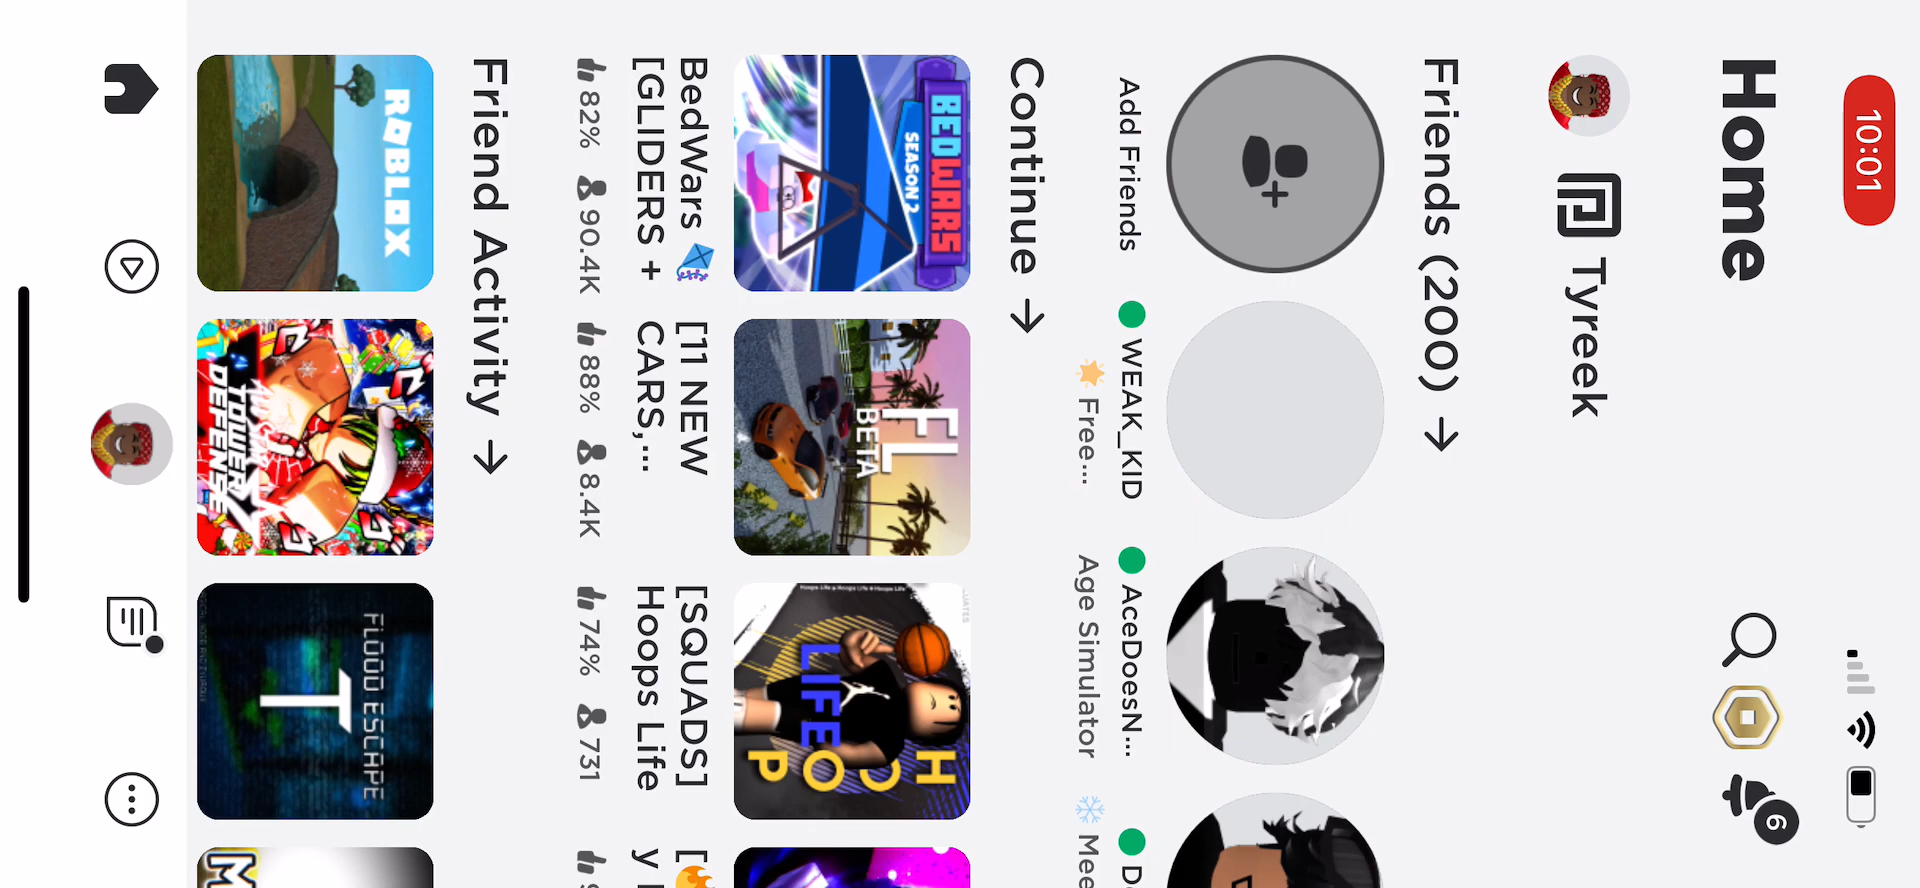 10:01
Home
6
Tyreek
Friends (200) →
Add Friends
WEAK_KID
Free...
AceDoesN...
Age Simulator
Continue →
BEDWARS
SEASON 2
FL
BETA
HOOP
LIFE
BedWars
[GLIDERS +
82% 90.4K
[11 NEW
CARS,...
88% 8.4K
[SQUADS]
Hoops Life
74% 731
Friend Activity →
ROBLOX
TOWER
DEFENSE
FLOOD ESCAPE